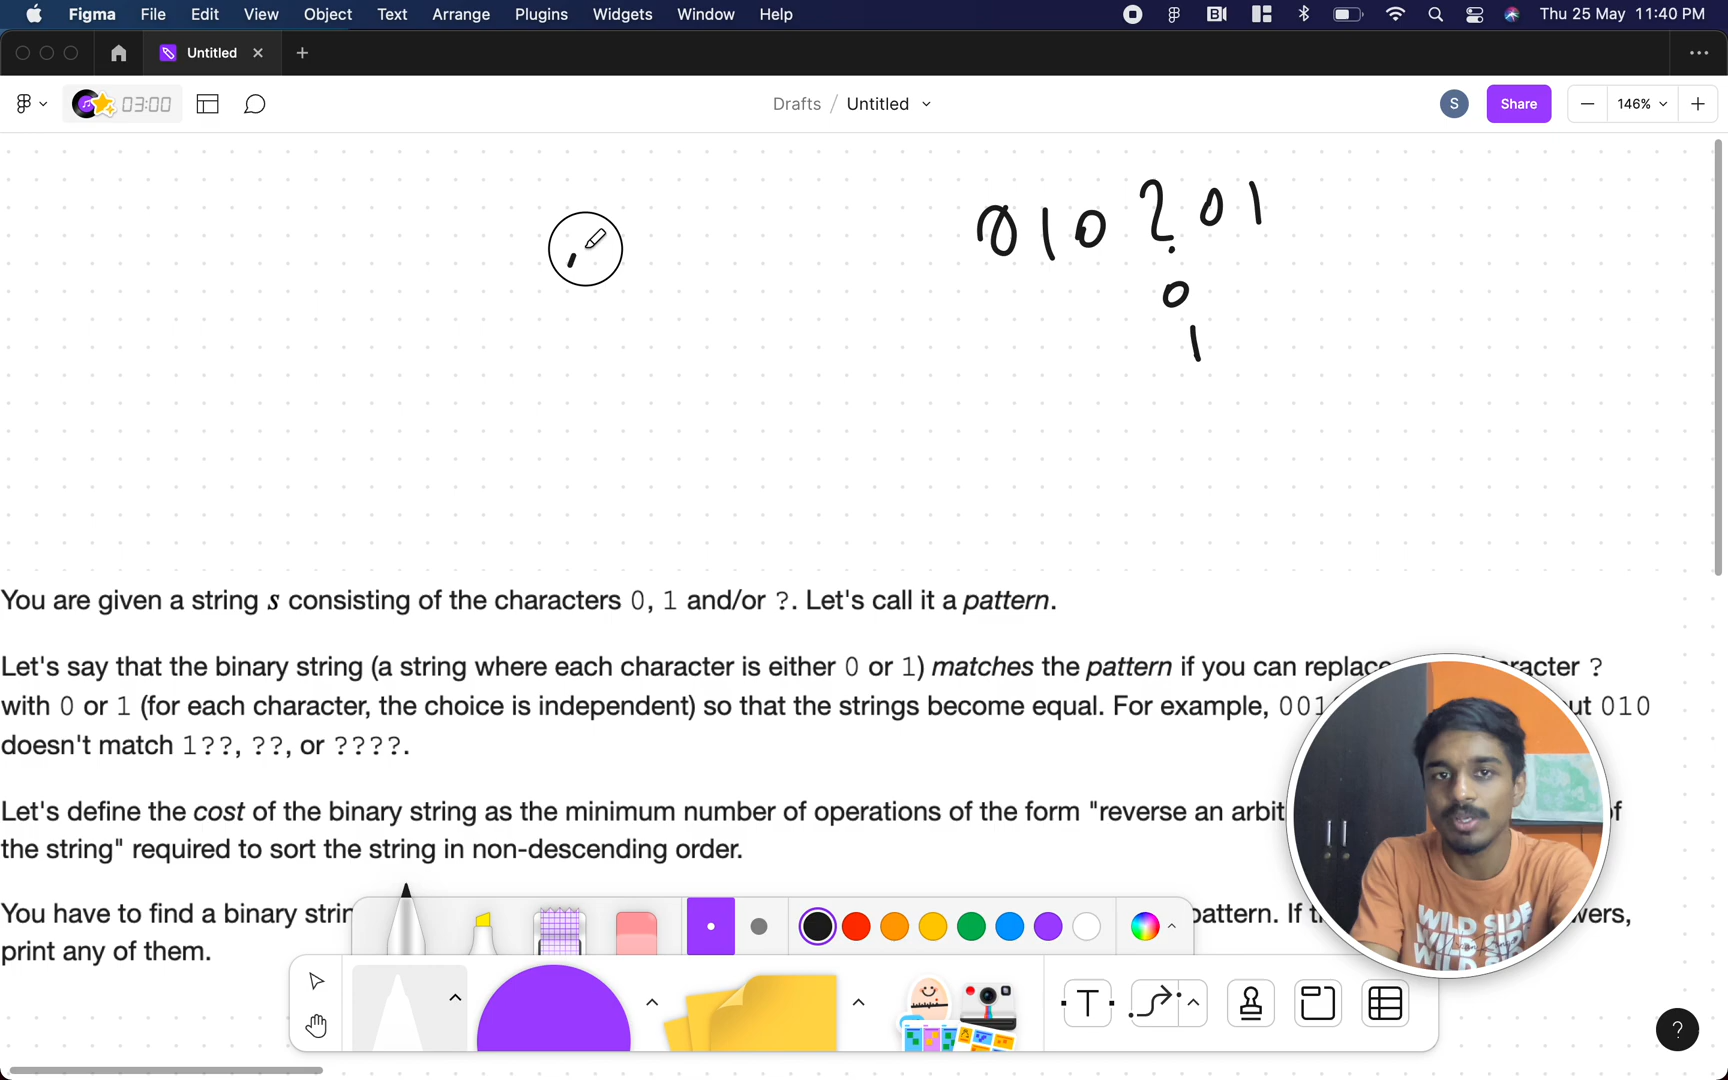 Figma File Edit View Object Text Arrange Plugins Widgets Window Help Thu 25 May 11:40 PM
Untitled
03:00 Drafts / Untitled S Share 146%
010?01
0
1
You are given a string s consisting of the characters 0, 1 and/or ?. Let's call it a pattern.
Let's say that the binary string (a string where each character is either 0 or 1) matches the pattern if you can replace ?
with 0 or 1 (for each character, the choice is independent) so that the strings become equal. For example, 001 010
doesn't match 1??, ??, or ????.
Let's define the cost of the binary string as the minimum number of operations of the form "reverse an
the string" required to sort the string in non-descending order.
You have to find a binary pattern. If
print any of them.
T
WILD SIDE
?